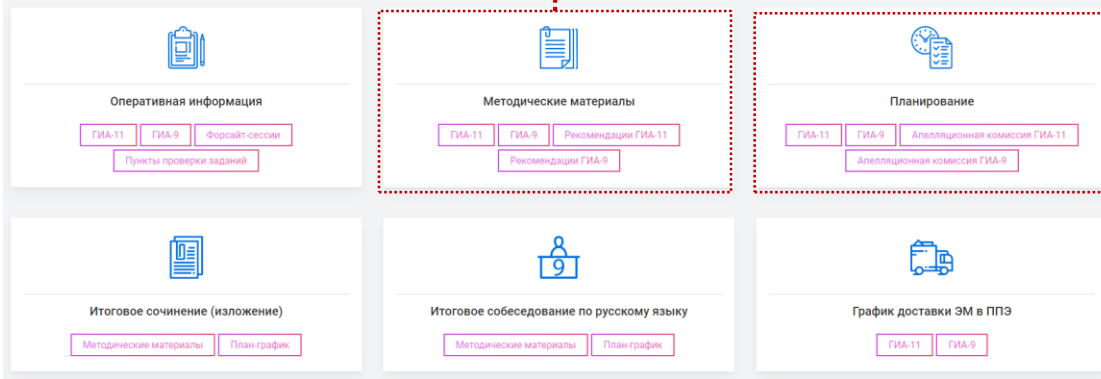 Оперативная информация
ГИА-11 ГИА-9 Форсайт-сессии
Пункты проверки заданий
Методические материалы
ГИА-11 ГИА-9 Рекомендации ГИА-11
Рекомендации ГИА-9
Планирование
ГИА-11 ГИА-9 Апелляционная комиссия ГИА-11
Апелляционная комиссия ГИА-9
Итоговое сочинение (изложение)
Методические материалы План-график
9
Итоговое собеседование по русскому языку
Методические материалы План-график
График доставки ЭМ в ППЭ
ГИА-11 ГИА-9